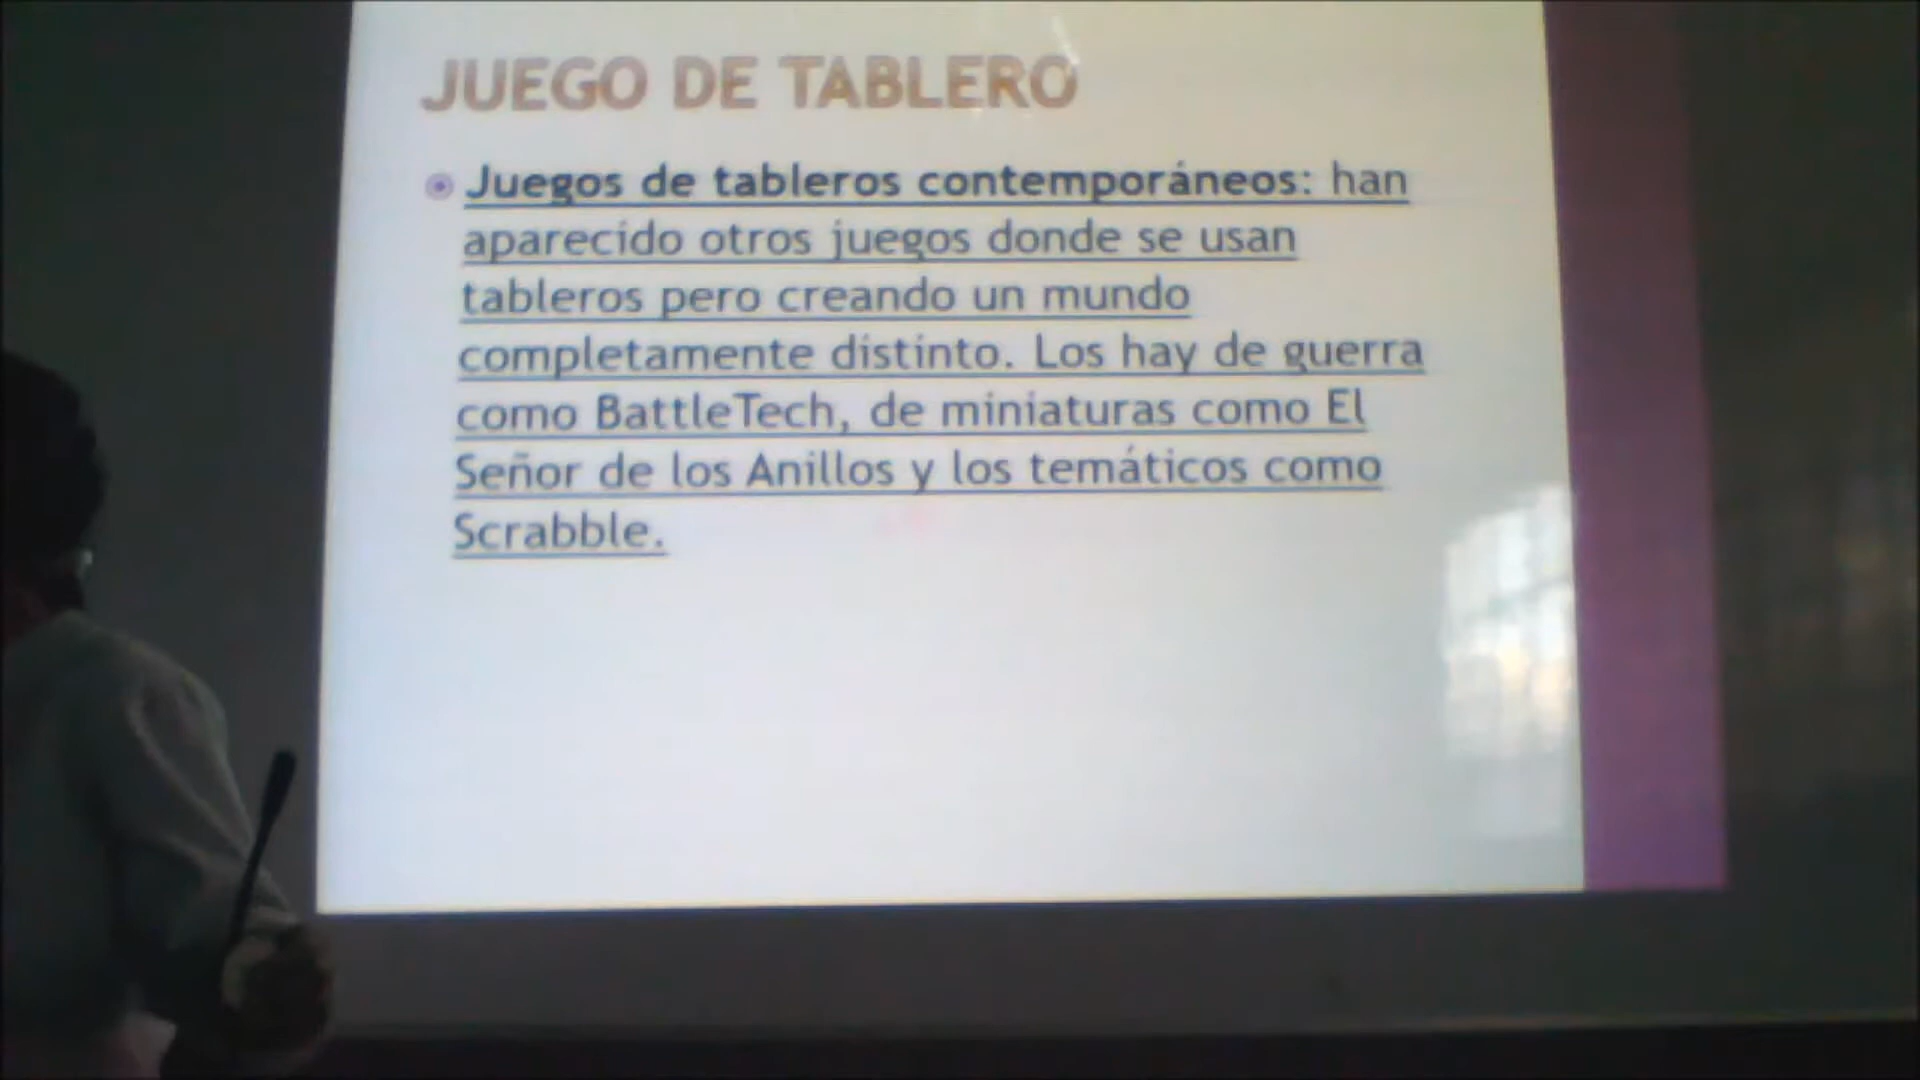 JUEGO DE TABLERO
Juegos de tableros contemporáneos: han
aparecido otros juegos donde se usan
tableros pero creando un mundo
completamente distinto. Los hay de guerra
como BattleTech, de miniaturas como El
Señor de los Anillos y los temáticos como
Scrabble.